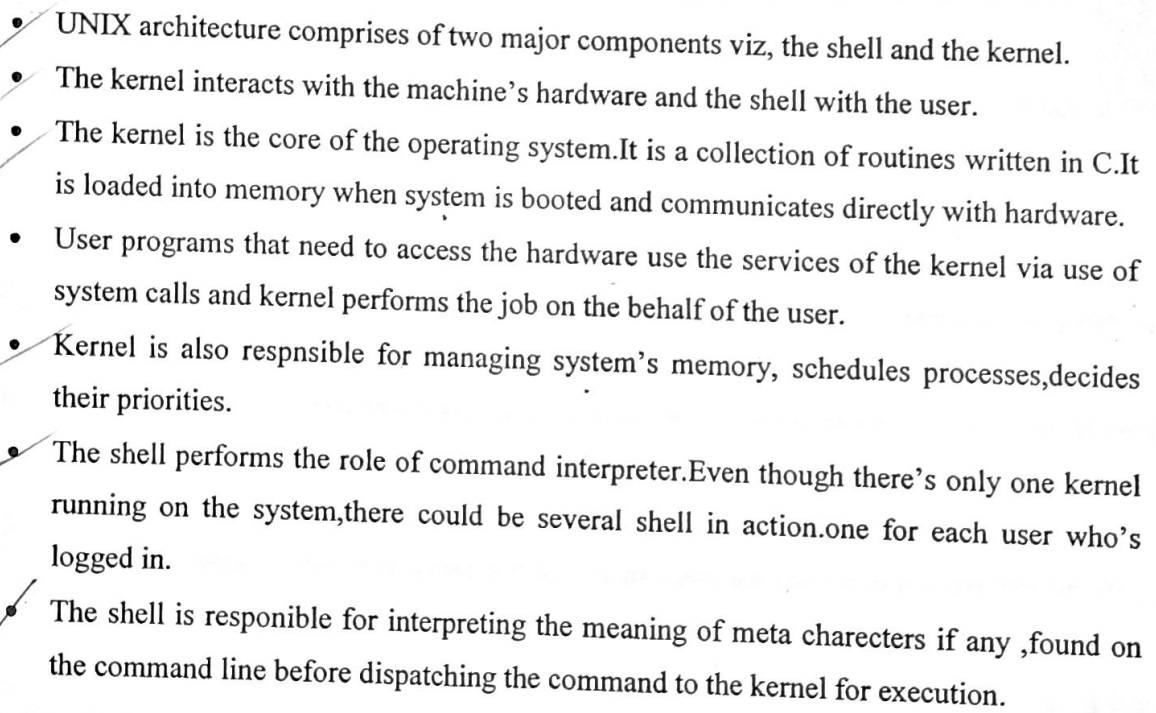 • UNIX architecture comprises of two major components viz, the shell and the kernel.
• The kernel interacts with the machine's hardware and the shell with the user.
• The kernel is the core of the operating system.It is a collection of routines written in C.It
is loaded into memory when system is booted and communicates directly with hardware.
• User programs that need to access the hardware use the services of the kernel via use of
system calls and kernel performs the job on the behalf of the user.
• Kernel is also respnsible for managing system's memory, schedules processes,decides
their priorities.
• The shell performs the role of command interpreter.Even though there's only one kernel
running on the system,there could be several shell in action.one for each user who's
logged in.
• The shell is responible for interpreting the meaning of meta charecters if any ,found on
the command line before dispatching the command to the kernel for execution.